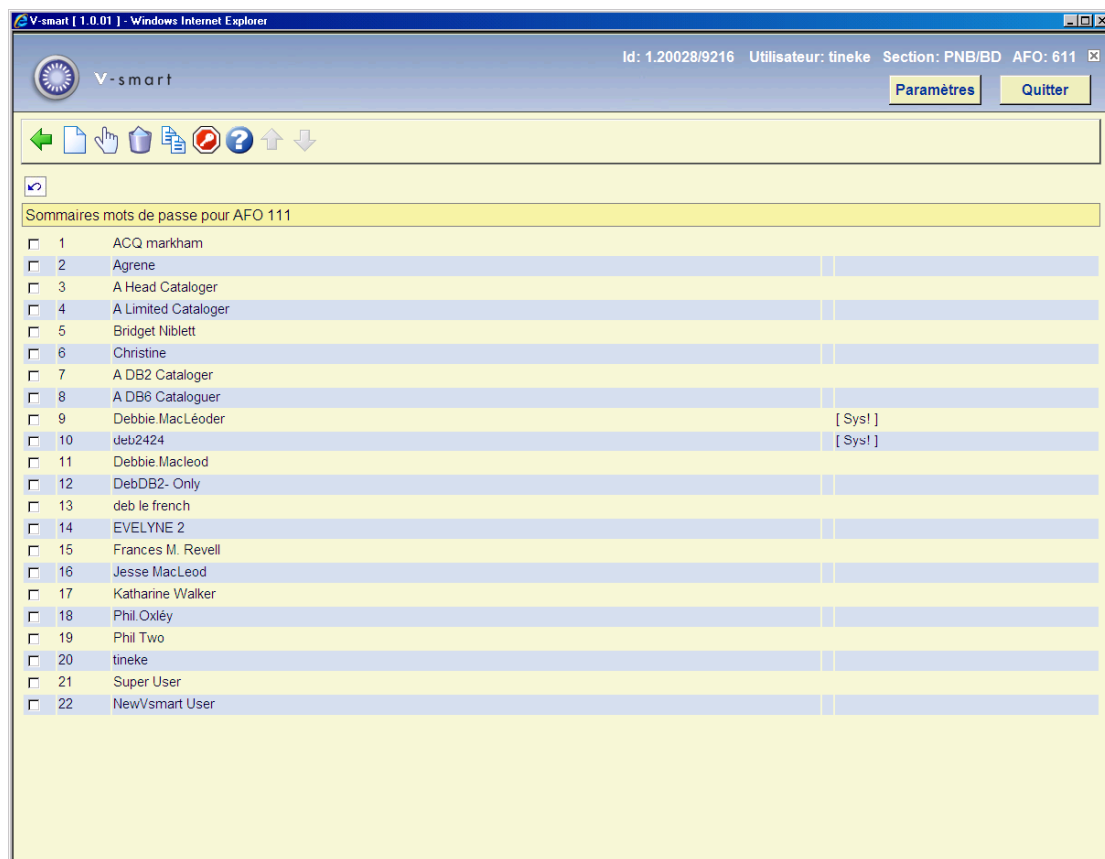 V-smart [ 1.0.01 ] - Windows Internet Explorer
Id: 1.20028/9216 Utilisateur: tineke Section: PNB/BD AFO: 611
V-smart
Paramètres Quitter
Sommaires mots de passe pour AFO 111
1 ACQ markham
2 Agrene
3 A Head Cataloger
4 A Limited Cataloger
5 Bridget Niblett
6 Christine
7 A DB2 Cataloger
8 A DB6 Cataloguer
9 Debbie.MacLéoder [ Sys! ]
10 deb2424 [ Sys! ]
11 Debbie.Macleod
12 DebDB2- Only
13 deb le french
14 EVELYNE 2
15 Frances M. Revell
16 Jesse MacLeod
17 Katharine Walker
18 Phil.Oxléy
19 Phil Two
20 tineke
21 Super User
22 NewVsmart User